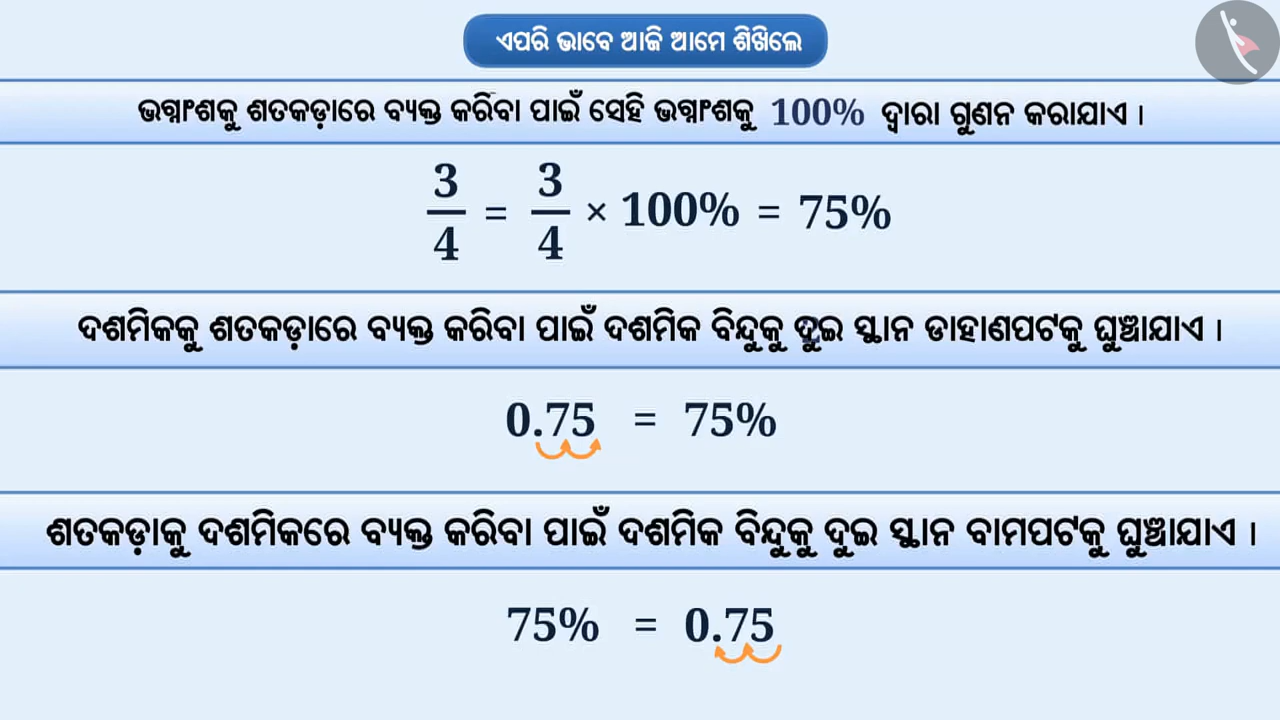 ଏପରି ଭାବେ ଆଜି ଆମେ ଶିଖିଲେ
ଭଗ୍ନାଂଶକୁ ଶତକଡ଼ାରେ ବ୍ୟକ୍ତ କରିବା ପାଇଁ ସେହି ଭଗ୍ନାଂଶକୁ 100% ଦ୍ୱାରା ଗୁଣନ କରାଯାଏ ।
3/4 = 3/4 × 100% = 75%
ଦଶମିକକୁ ଶତକଡ଼ାରେ ବ୍ୟକ୍ତ କରିବା ପାଇଁ ଦଶମିକ ବିନ୍ଦୁକୁ ଦୁଇ ସ୍ଥାନ ଡାହାଣପଟକୁ ଘୁଞ୍ଚାଯାଏ ।
0.75 = 75%
ଶତକଡ଼ାକୁ ଦଶମିକରେ ବ୍ୟକ୍ତ କରିବା ପାଇଁ ଦଶମିକ ବିନ୍ଦୁକୁ ଦୁଇ ସ୍ଥାନ ବାମପଟକୁ ଘୁଞ୍ଚାଯାଏ ।
75% = 0.75